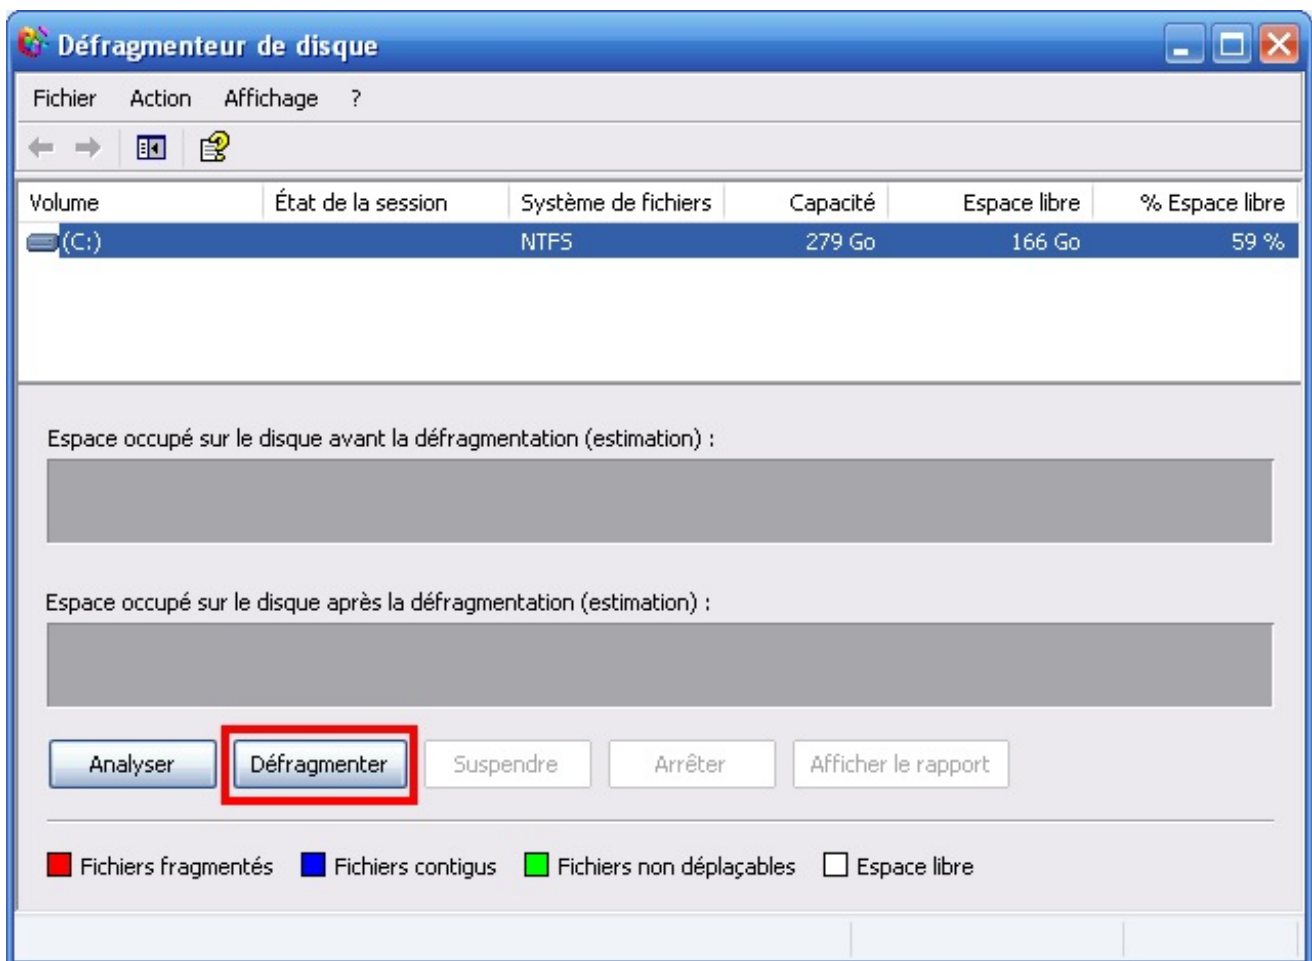 Défragmenteur de disque
Fichier Action Affichage ?
Volume État de la session Système de fichiers Capacité Espace libre % Espace libre
(C:) NTFS 279 Go 166 Go 59 %
Espace occupé sur le disque avant la défragmentation (estimation) :
Espace occupé sur le disque après la défragmentation (estimation) :
Analyser Défragmenter Suspendre Arrêter Afficher le rapport
Fichiers fragmentés Fichiers contigus Fichiers non déplaçables Espace libre